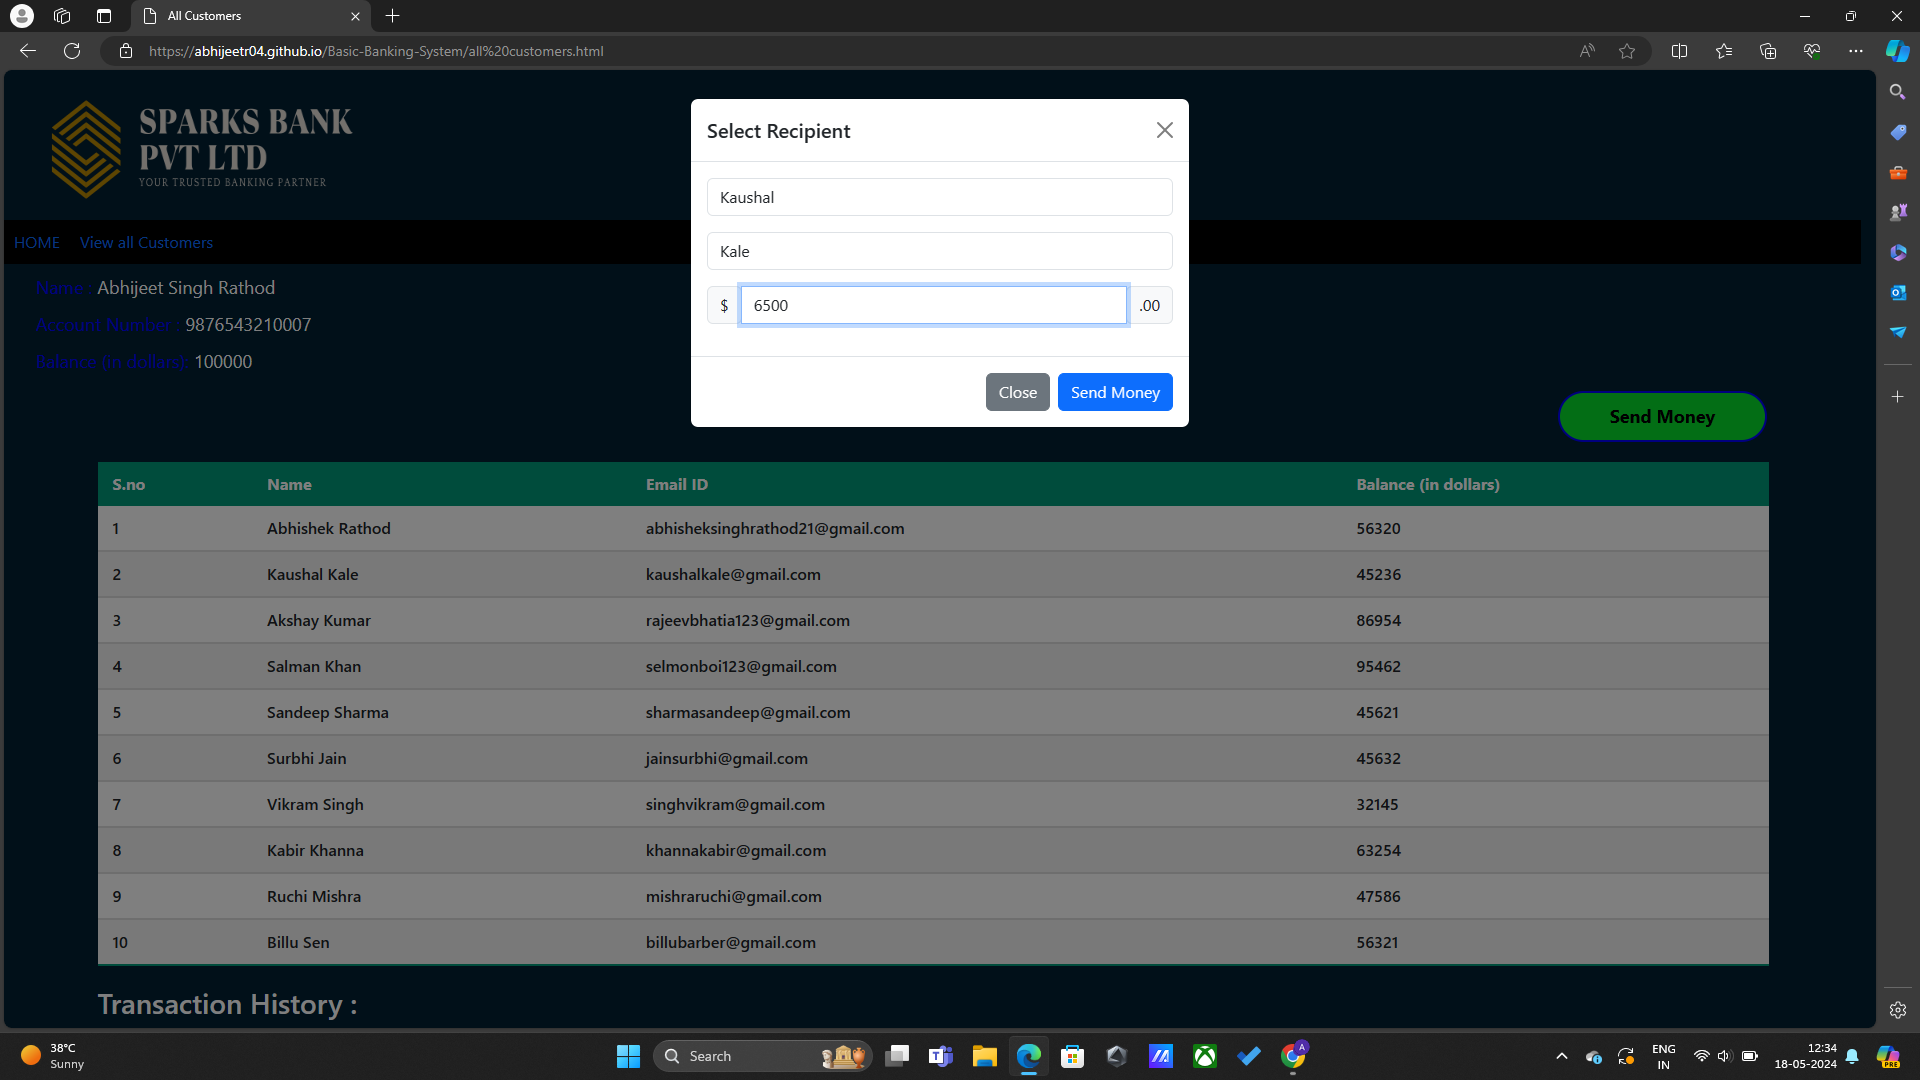 All Customers
https://abhijeetr04.github.io/Basic-Banking-System/all%20customers.html
SPARKS BANK
PVT LTD
YOUR TRUSTED BANKING PARTNER
Select Recipient
Kaushal
Kale
$ 6500 .00
Close Send Money
HOME View all Customers
Name : Abhijeet Singh Rathod
Account Number : 9876543210007
Balance (in dollars): 100000
Send Money
S.no Name Email ID Balance (in dollars)
1 Abhishek Rathod abhisheksinghrathod21@gmail.com 56320
2 Kaushal Kale kaushalkale@gmail.com 45236
3 Akshay Kumar rajeevbhatia123@gmail.com 86954
4 Salman Khan selmonboi123@gmail.com 95462
5 Sandeep Sharma sharmasandeep@gmail.com 45621
6 Surbhi Jain jainsurbhi@gmail.com 45632
7 Vikram Singh singhvikram@gmail.com 32145
8 Kabir Khanna khannakabir@gmail.com 63254
9 Ruchi Mishra mishraruchi@gmail.com 47586
10 Billu Sen billubarber@gmail.com 56321
Transaction History :
38°C
Sunny
Search
ENG
IN
12:34
18-05-2024
PRE